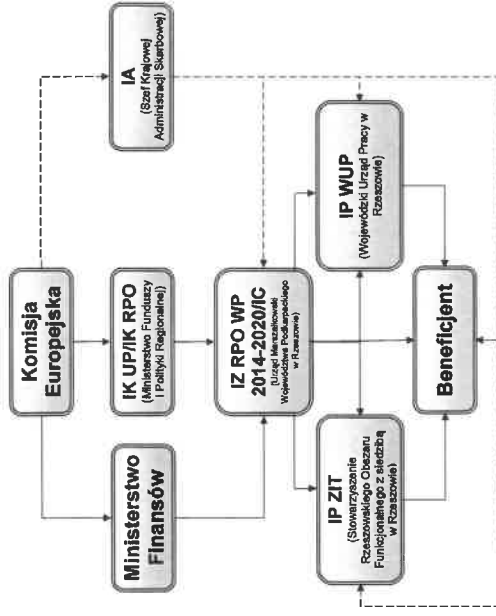 Komisja
Europejska
Ministerstwo
Finansów
IK UP/IK RPO
(Ministerstwo Funduszy
i Polityki Regionalnej)
IA
(Szef Krajowej
Administracji Skarbowej)
IZ RPO WP
2014-2020/IC
(Urząd Marszałkowski
Województwa Podkarpackiego
w Rzeszowie)
IP ZIT
(Stowarzyszenie
Rzeszowskiego Obszaru
Funkcjonalnego z siedzibą
w Rzeszowie)
IP WUP
(Wojewódzki Urząd Pracy w
Rzeszowie)
Beneficjent